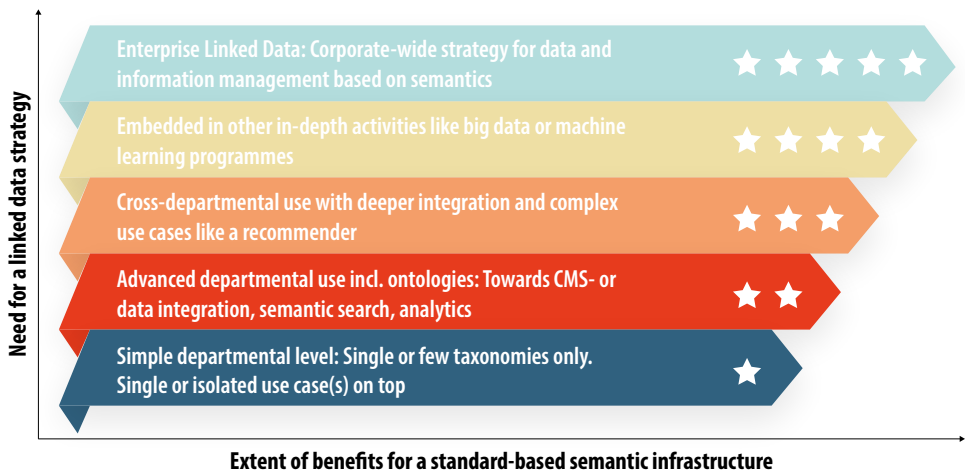 Need for a linked data strategy
Enterprise Linked Data: Corporate-wide strategy for data and
information management based on semantics
Embedded in other in-depth activities like big data or machine
learning programmes
Cross-departmental use with deeper integration and complex
use cases like a recommender
Advanced departmental use incl. ontologies: Towards CMS- or
data integration, semantic search, analytics
Simple departmental level: Single or few taxonomies only.
Single or isolated use case(s) on top
Extent of benefits for a standard-based semantic infrastructure